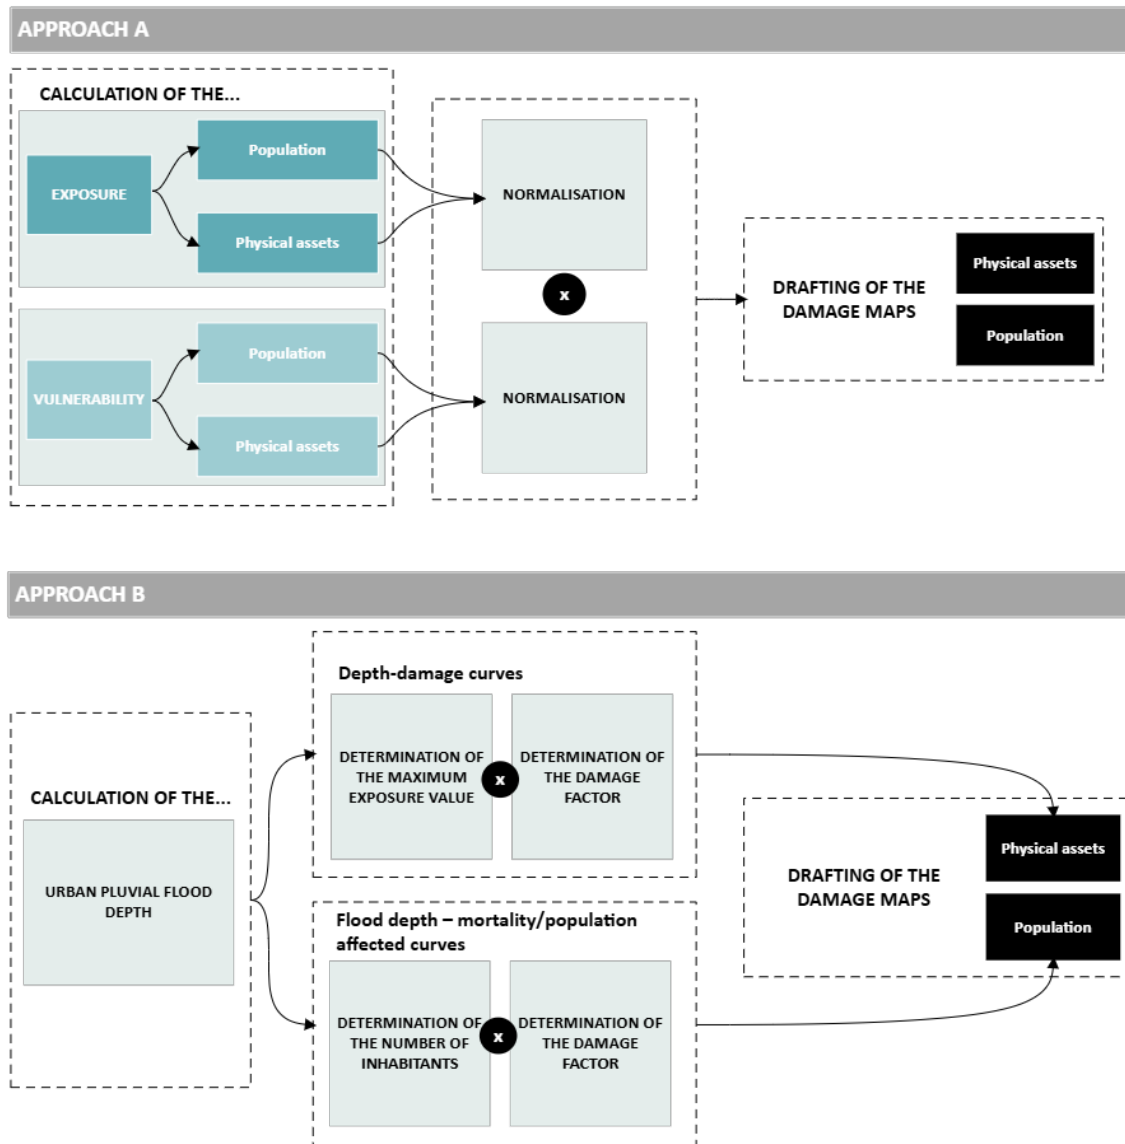 APPROACH A
CALCULATION OF THE...
EXPOSURE
Population
Physical assets
VULNERABILITY
Population
Physical assets
NORMALISATION
x
NORMALISATION
DRAFTING OF THE
DAMAGE MAPS
Physical assets
Population
APPROACH B
CALCULATION OF THE...
URBAN PLUVIAL FLOOD
DEPTH
Depth-damage curves
DETERMINATION OF
THE MAXIMUM
EXPOSURE VALUE
x
DETERMINATION OF
THE DAMAGE
FACTOR
Flood depth – mortality/population
affected curves
DETERMINATION OF
THE NUMBER OF
INHABITANTS
x
DETERMINATION OF
THE DAMAGE
FACTOR
DRAFTING OF THE
DAMAGE MAPS
Physical assets
Population